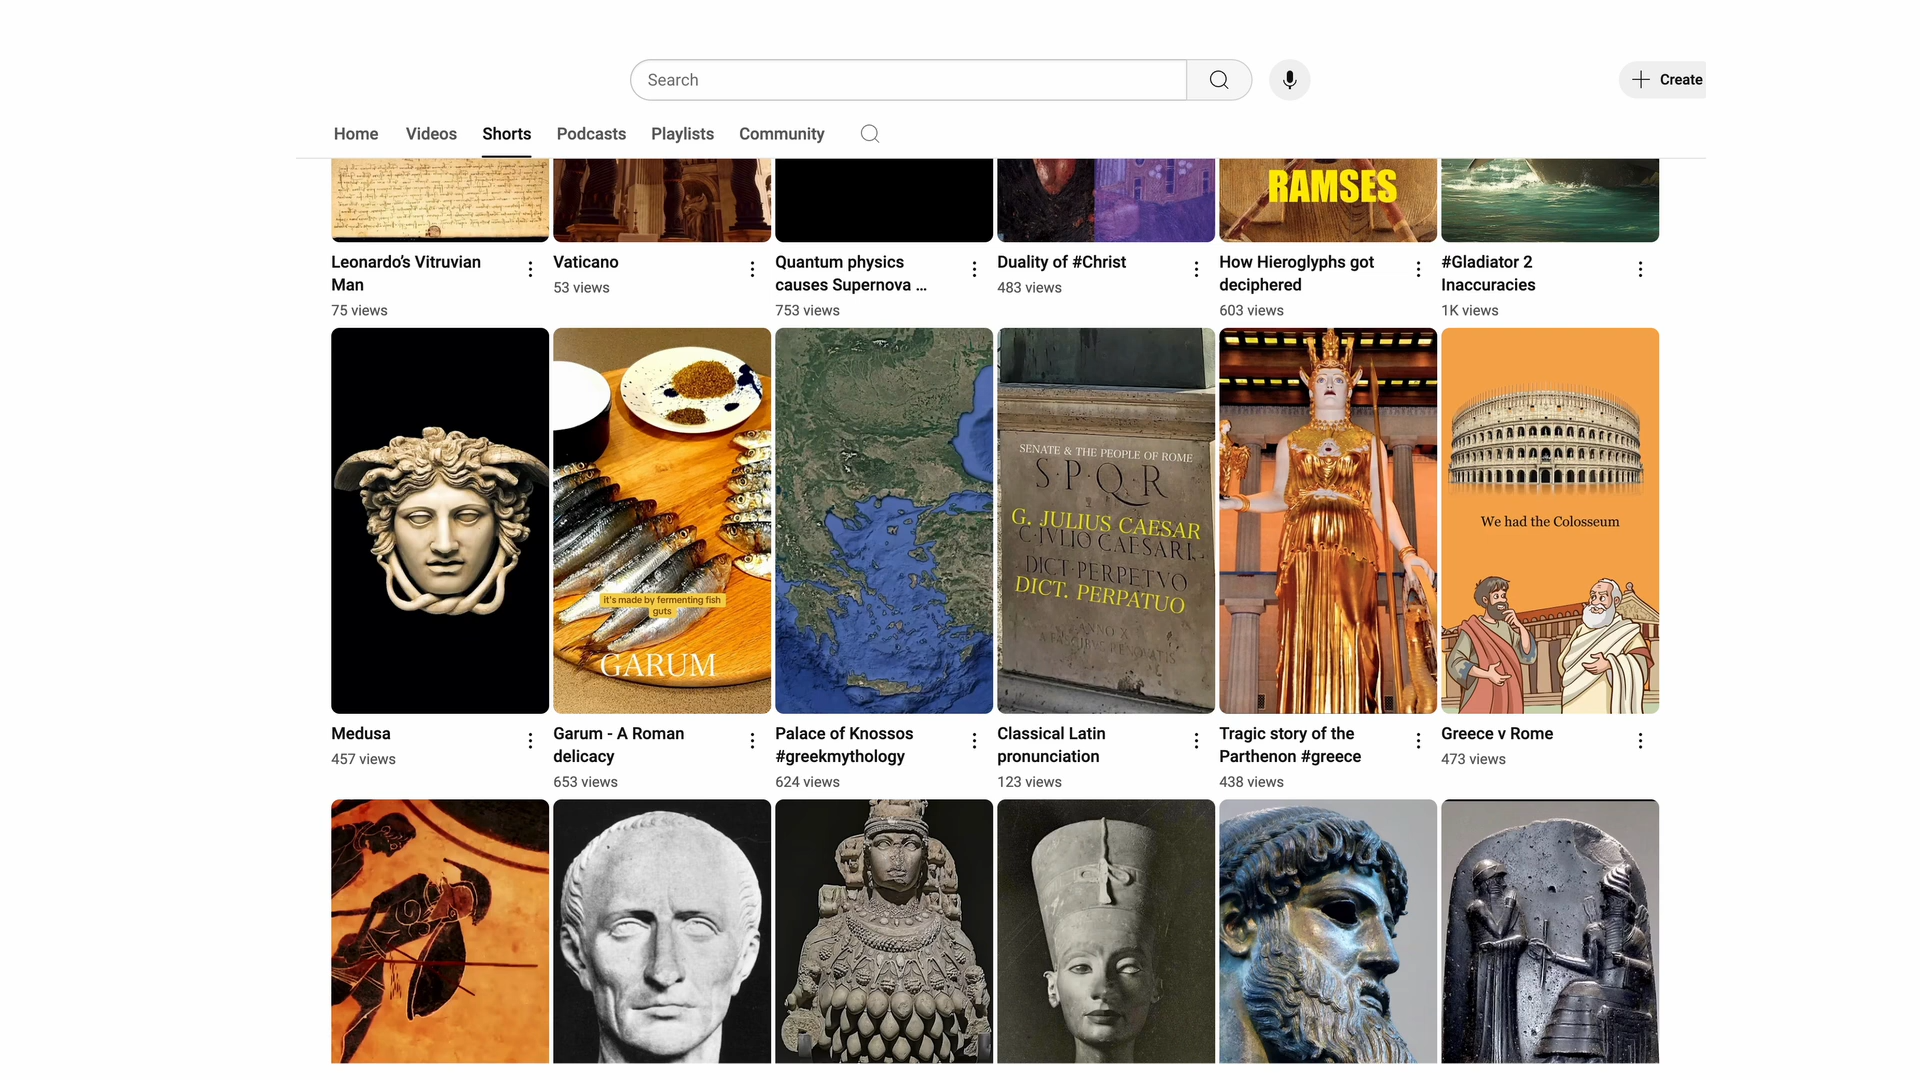 Search
Create
Home Videos Shorts Podcasts Playlists Community
RAMSES
Leonardo’s Vitruvian
Man
75 views
Vaticano
53 views
Quantum physics
causes Supernova ...
753 views
Duality of #Christ
483 views
How Hieroglyphs got
deciphered
603 views
#Gladiator 2
Inaccuracies
1K views
it's made by fermenting fish
guts
GARUM
SENATE & THE PEOPLE OF ROME
S·P·Q·R
G. JULIUS CAESAR
C·IVLIO CAESARI
DICT·PERPETVO
DICT. PERPATUO
ANNO X
We had the Colosseum
Medusa
457 views
Garum - A Roman
delicacy
653 views
Palace of Knossos
#greekmythology
624 views
Classical Latin
pronunciation
123 views
Tragic story of the
Parthenon #greece
438 views
Greece v Rome
473 views